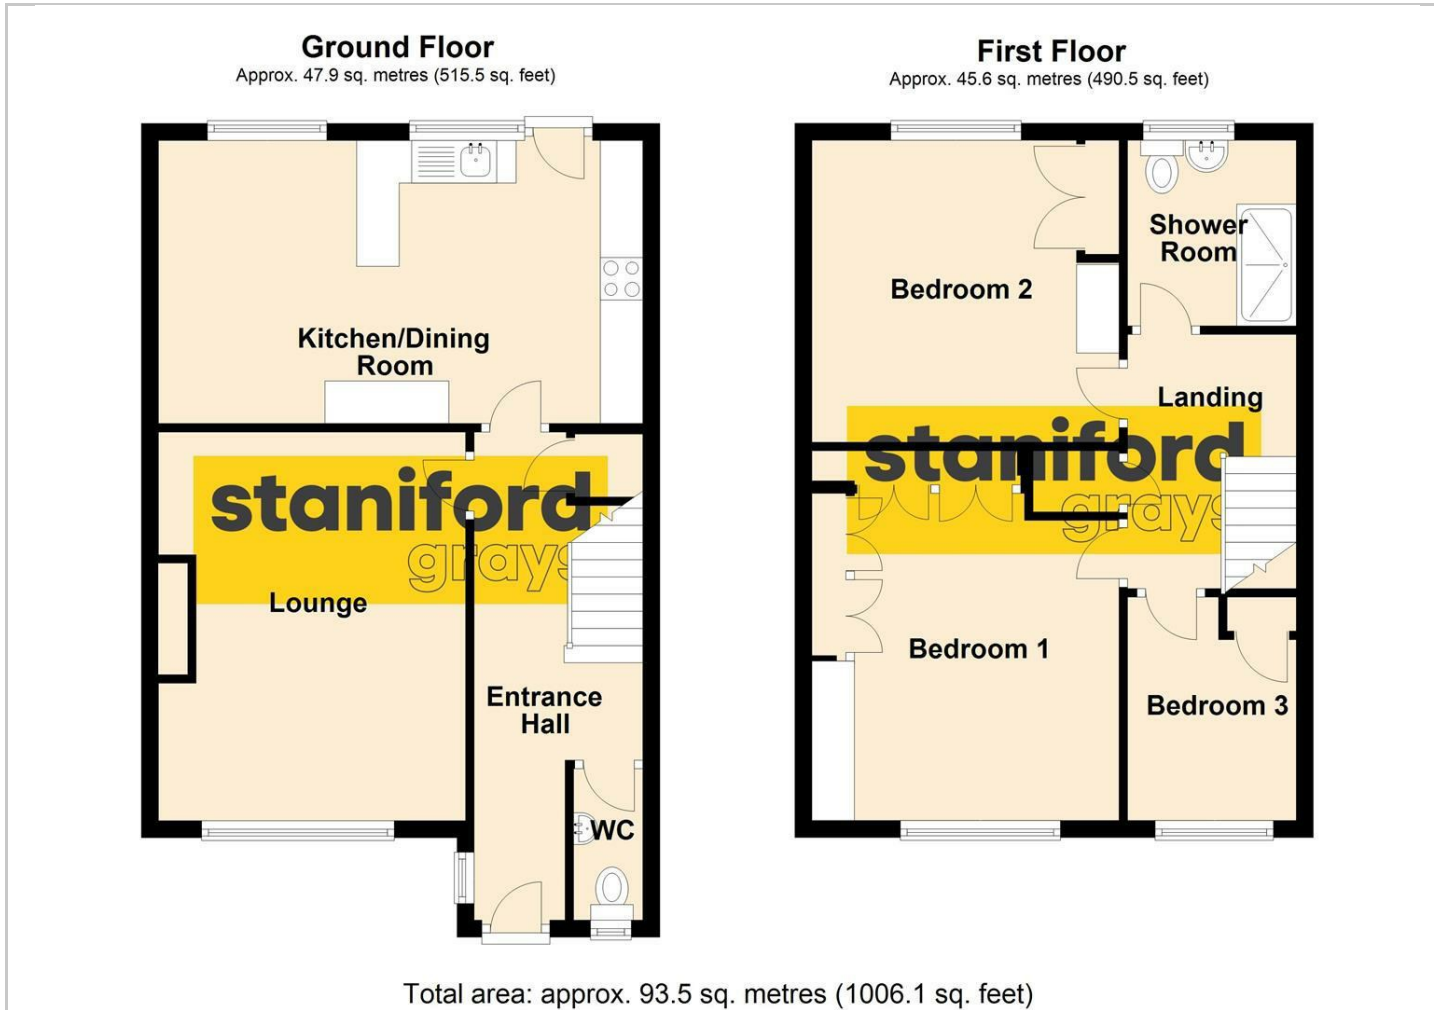 Ground Floor
Approx. 47.9 sq. metres (515.5 sq. feet)
Kitchen/Dining
Room
staniford
grays
Lounge
Entrance
Hall
WC
First Floor
Approx. 45.6 sq. metres (490.5 sq. feet)
Shower
Room
Bedroom 2
Landing
staniford
grays
Bedroom 1
Bedroom 3
Total area: approx. 93.5 sq. metres (1006.1 sq. feet)